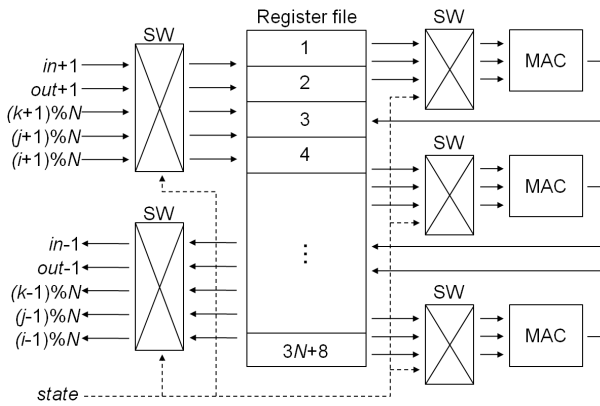 Register file
SW
SW
in+1
out+1
(k+1)%N
(j+1)%N
(i+1)%N
1
2
3
4
⋮
3N+8
MAC
SW
MAC
SW
in-1
out-1
(k-1)%N
(j-1)%N
(i-1)%N
SW
MAC
state